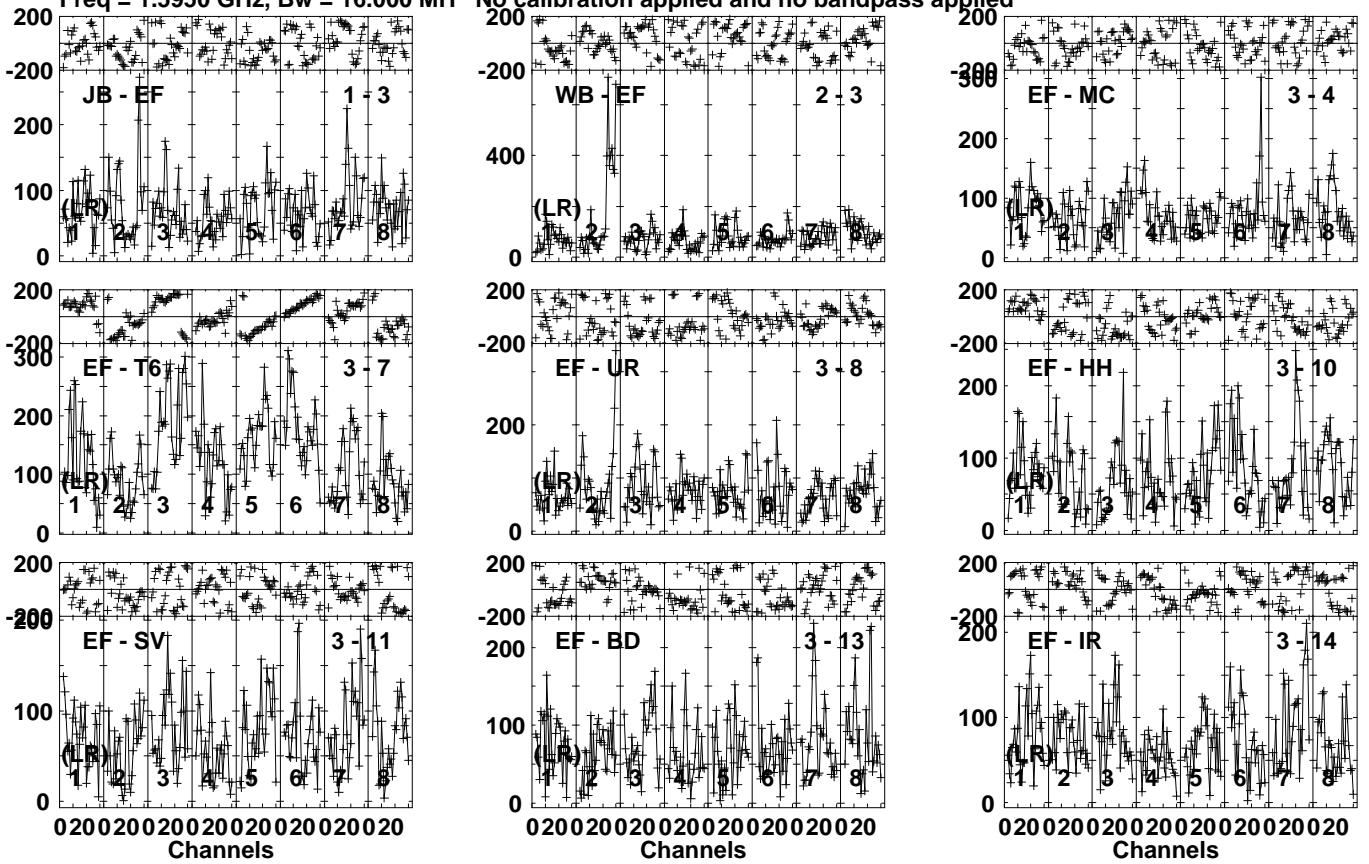 Freq = 1.5950 GHz, Bw = 16.000 MH No calibration applied and no bandpass applied
200
-200
JB - EF 1 - 3
200
100
0
(LR)
1 2 3 4 5 6 7 8
200
-200
WB - EF 2 - 3
400
0
(LR)
1 2 3 4 5 6 7 8
200
-200
300
EF - MC 3 - 4
200
100
0
(LR)
1 2 3 4 5 6 7 8
200
-200
300
EF - T6 3 - 7
200
100
0
(LR)
1 2 3 4 5 6 7 8
200
-200
EF - UR 3 - 8
200
0
(LR)
1 2 3 4 5 6 7 8
200
-200
EF - HH 3 - 10
200
100
0
(LR)
1 2 3 4 5 6 7 8
200
-200
200
EF - SV 3 - 11
100
0
(LR)
1 2 3 4 5 6 7 8
0 20 0 20 0 20 0 20 0 20 0 20 0 20 0 20
Channels
200
-200
EF - BD 3 - 13
200
100
0
(LR)
1 2 3 4 5 6 7 8
0 20 0 20 0 20 0 20 0 20 0 20 0 20 0 20
Channels
200
-200
200
EF - IR 3 - 14
100
0
(LR)
1 2 3 4 5 6 7 8
0 20 0 20 0 20 0 20 0 20 0 20 0 20 0 20
Channels